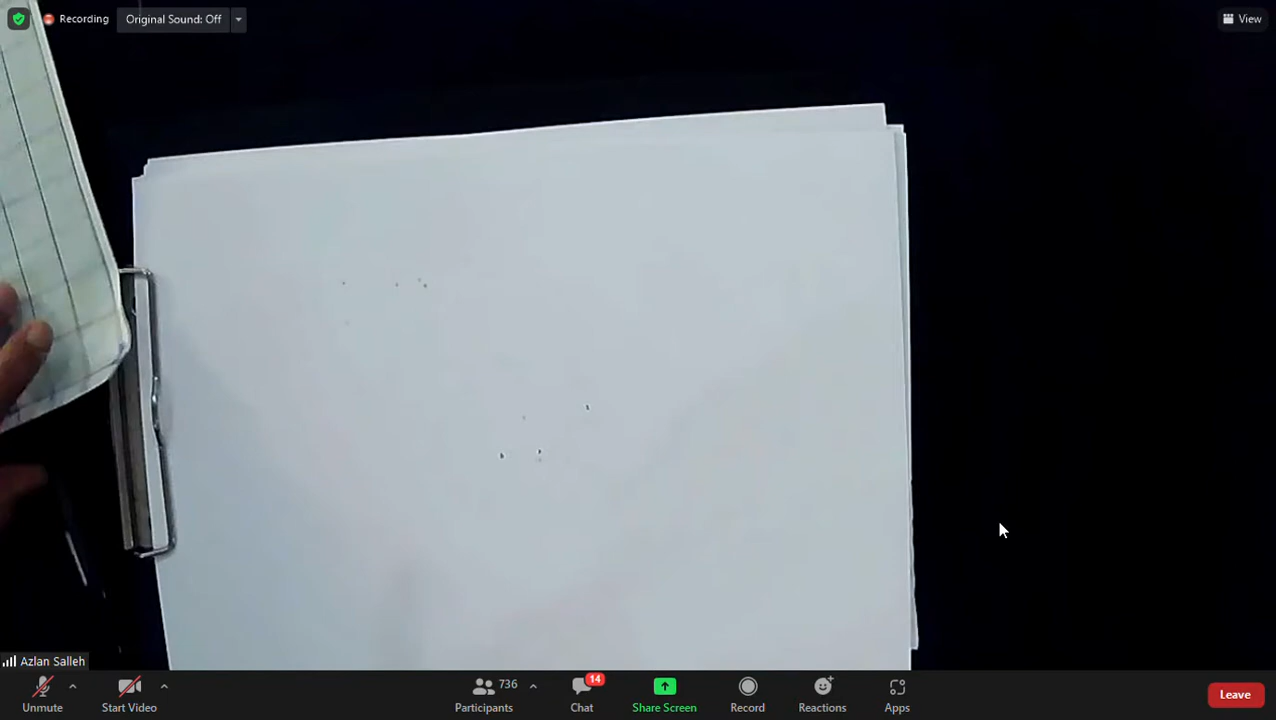 Recording
Original Sound: Off
View
Azlan Salleh
Unmute
Start Video
736
Participants
14
Chat
Share Screen
Record
Reactions
Apps
Leave